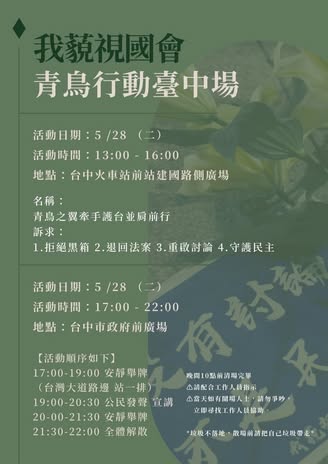 我藐視國會
青鳥行動臺中場
活動日期：5 /28 （二）
活動時間：13:00 - 16:00
地點：台中火車站前站建國路側廣場
名稱：
青鳥之翼牽手護台並肩前行
訴求：
1.拒絕黑箱 2.退回法案 3.重啟討論 4.守護民主
活動日期：5 /28 （二）
活動時間：17:00 - 22:00
地點：台中市政府前廣場
【活動順序如下】
17:00-19:00 安靜舉牌
（台灣大道路邊 站一排）
19:00-20:30 公民發聲 宣講
20:00-21:30 安靜舉牌
21:30-22:00 全體解散
晚間10點前清場完畢
⚠請配合工作人員指示
⚠當天如有鬧場人士，請勿爭吵，
立即尋找工作人員協助。
*垃圾不落地，散場前請把自己垃圾帶走*
沒有討論